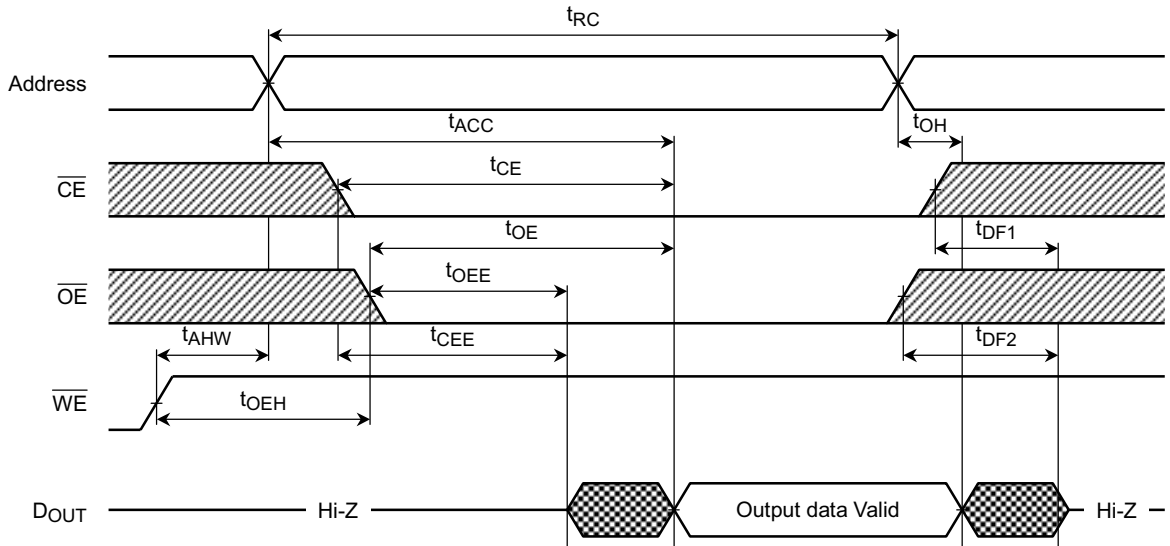 tRC
Address
tACC
tOH
CE
tCE
tOE
tDF1
OE
tOEE
tAHW
tCEE
tDF2
WE
tOEH
DOUT
Hi-Z
Output data Valid
Hi-Z